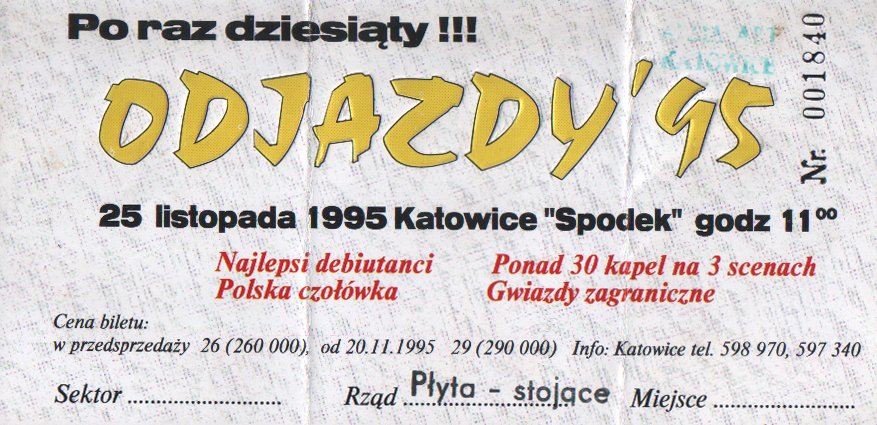 Po raz dziesiąty !!!
KATOWICE
Nr. 001840
ODJAZDY '95
25 listopada 1995 Katowice "Spodek" godz 11⁰⁰
Najlepsi debiutanci Ponad 30 kapel na 3 scenach
Polska czołówka Gwiazdy zagraniczne
Cena biletu:
w przedsprzedaży 26 (260 000), od 20.11.1995 29 (290 000) Info: Katowice tel. 598 970, 597 340
Sektor .......................... Rząd Płyta - stojące Miejsce ........................